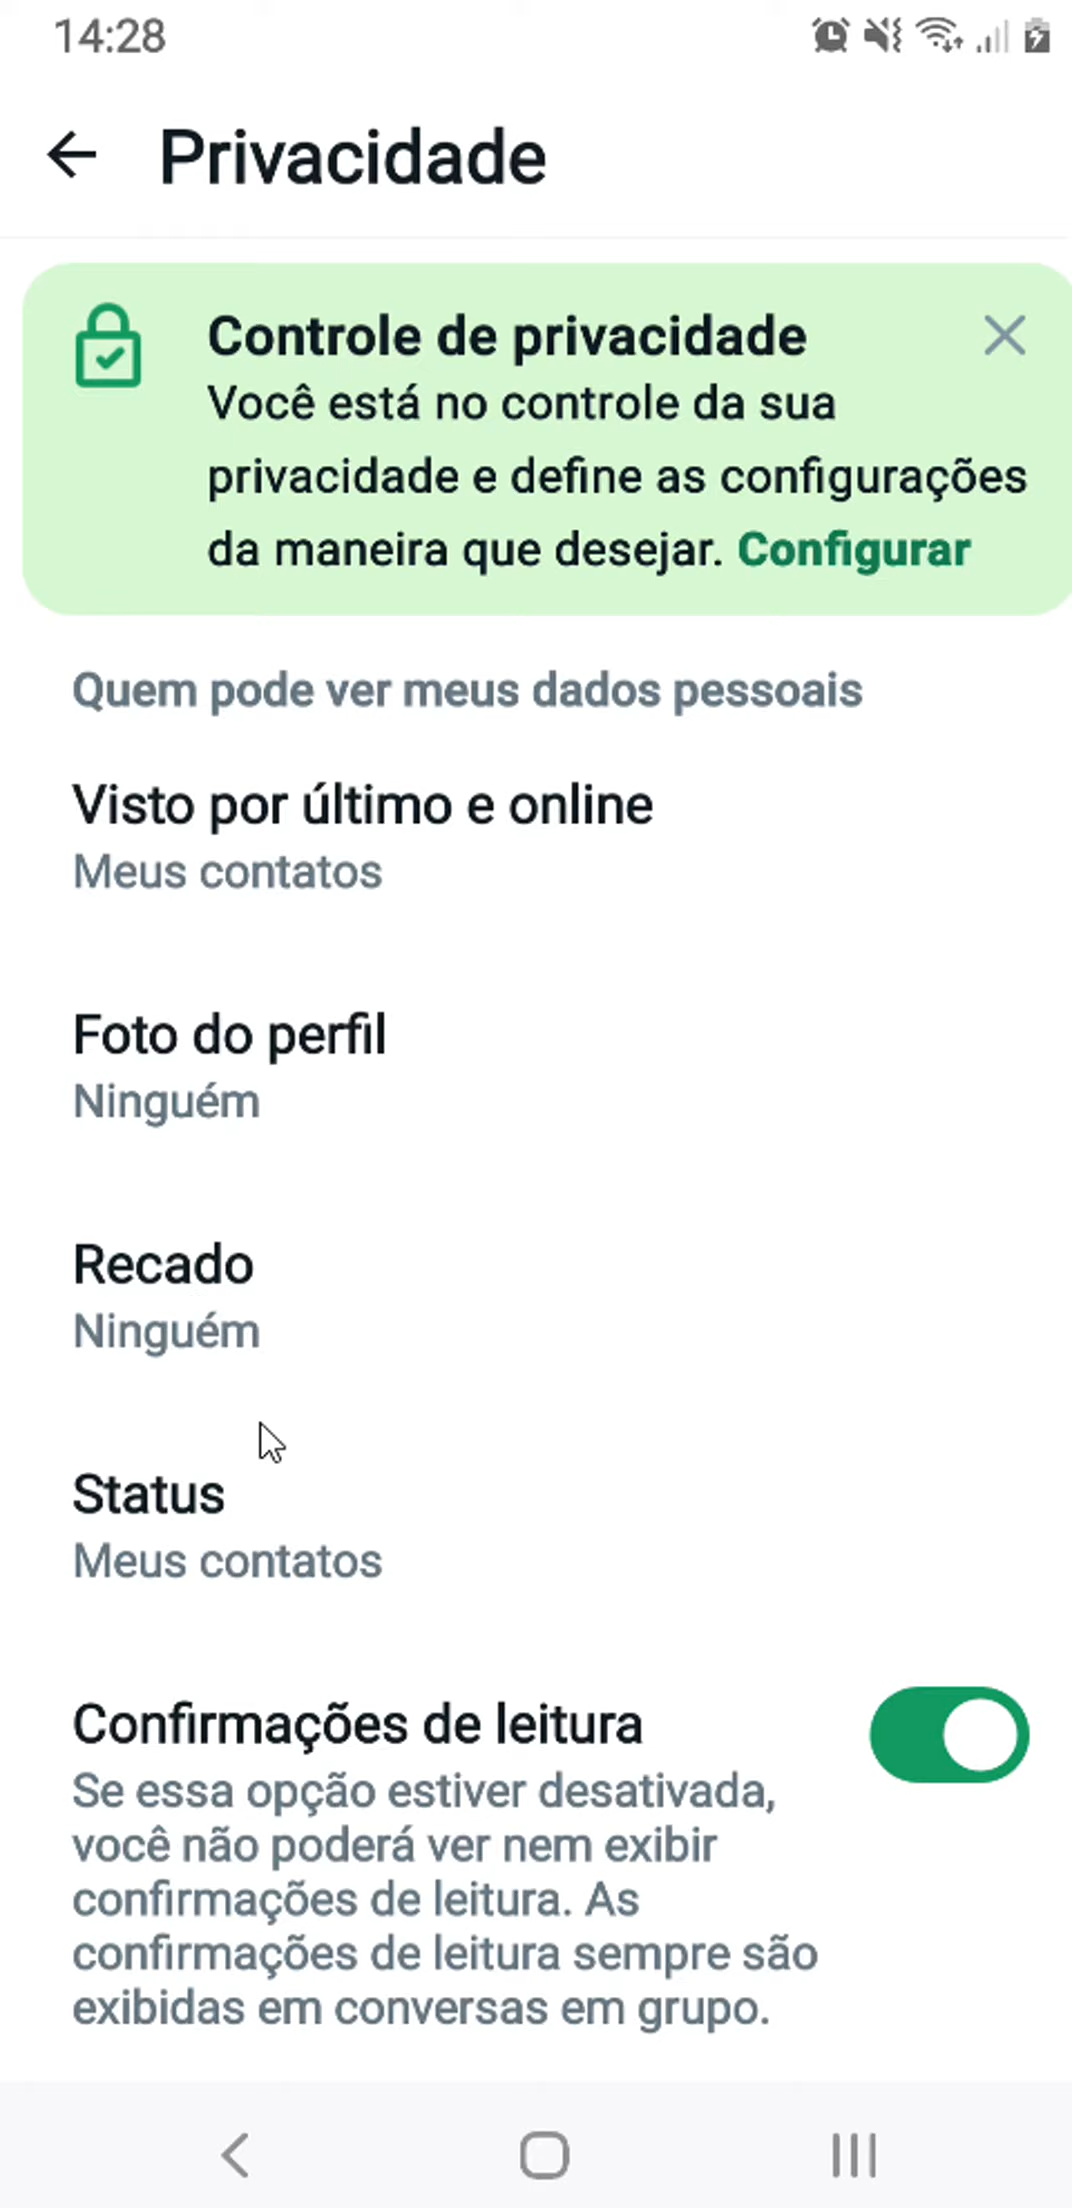 14:28
Privacidade
Controle de privacidade
Você está no controle da sua
privacidade e define as configurações
da maneira que desejar. Configurar
Quem pode ver meus dados pessoais
Visto por último e online
Meus contatos
Foto do perfil
Ninguém
Recado
Ninguém
Status
Meus contatos
Confirmações de leitura
Se essa opção estiver desativada,
você não poderá ver nem exibir
confirmações de leitura. As
confirmações de leitura sempre são
exibidas em conversas em grupo.